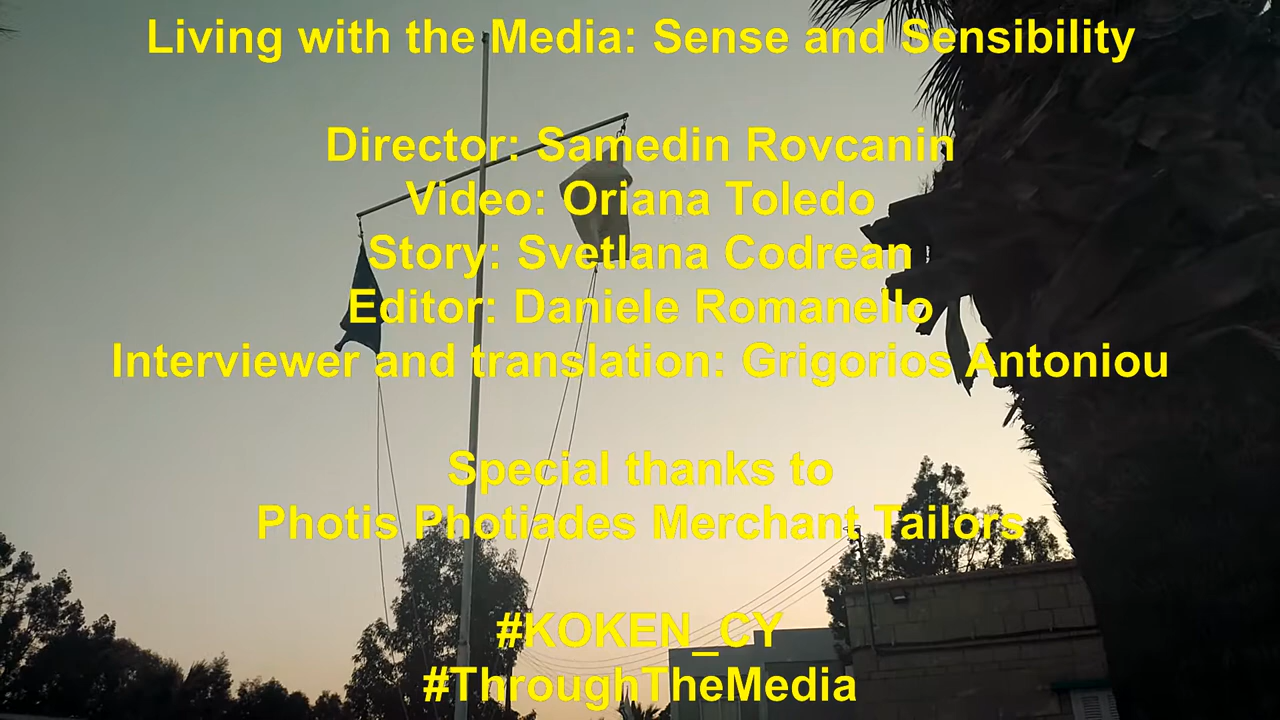 Living with the Media: Sense and Sensibility
Director: Samedin Rovcanin
Video: Oriana Toledo
Story: Svetlana Codrean
Editor: Daniele Romanello
Interviewer and translation: Grigorios Antoniou
Special thanks to
Photis Photiades Merchant Tailors
#KOKEN_CY
#ThroughTheMedia